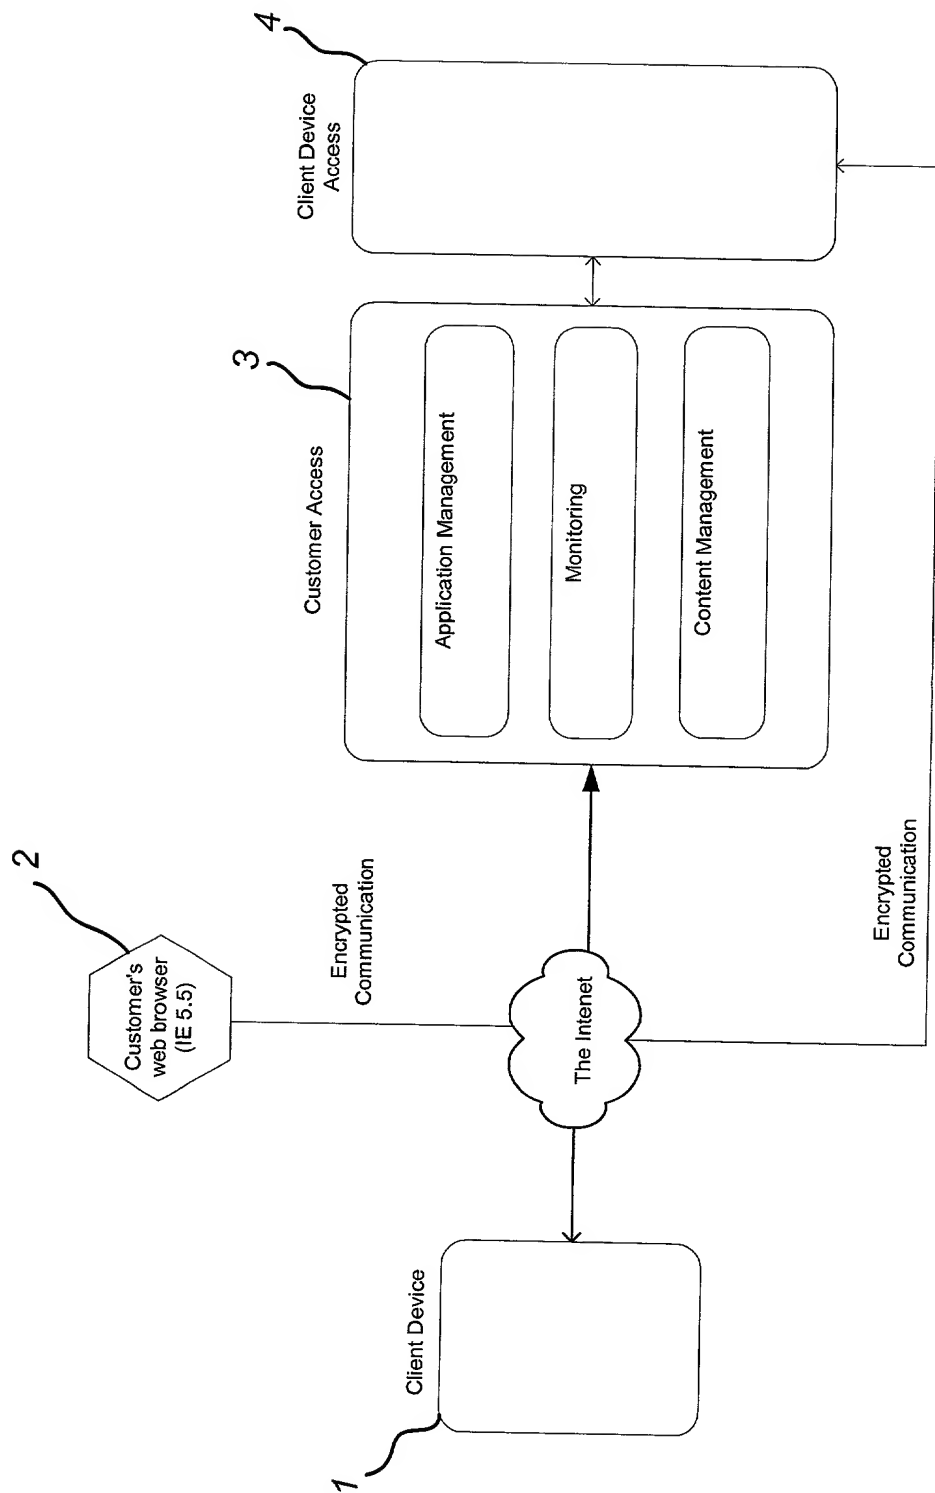 2
Customer's
web browser
(IE 5.5)
Encrypted
Communication
1
Client Device
The Internet
3
Customer Access
Application Management
Monitoring
Content Management
4
Client Device
Access
Encrypted
Communication